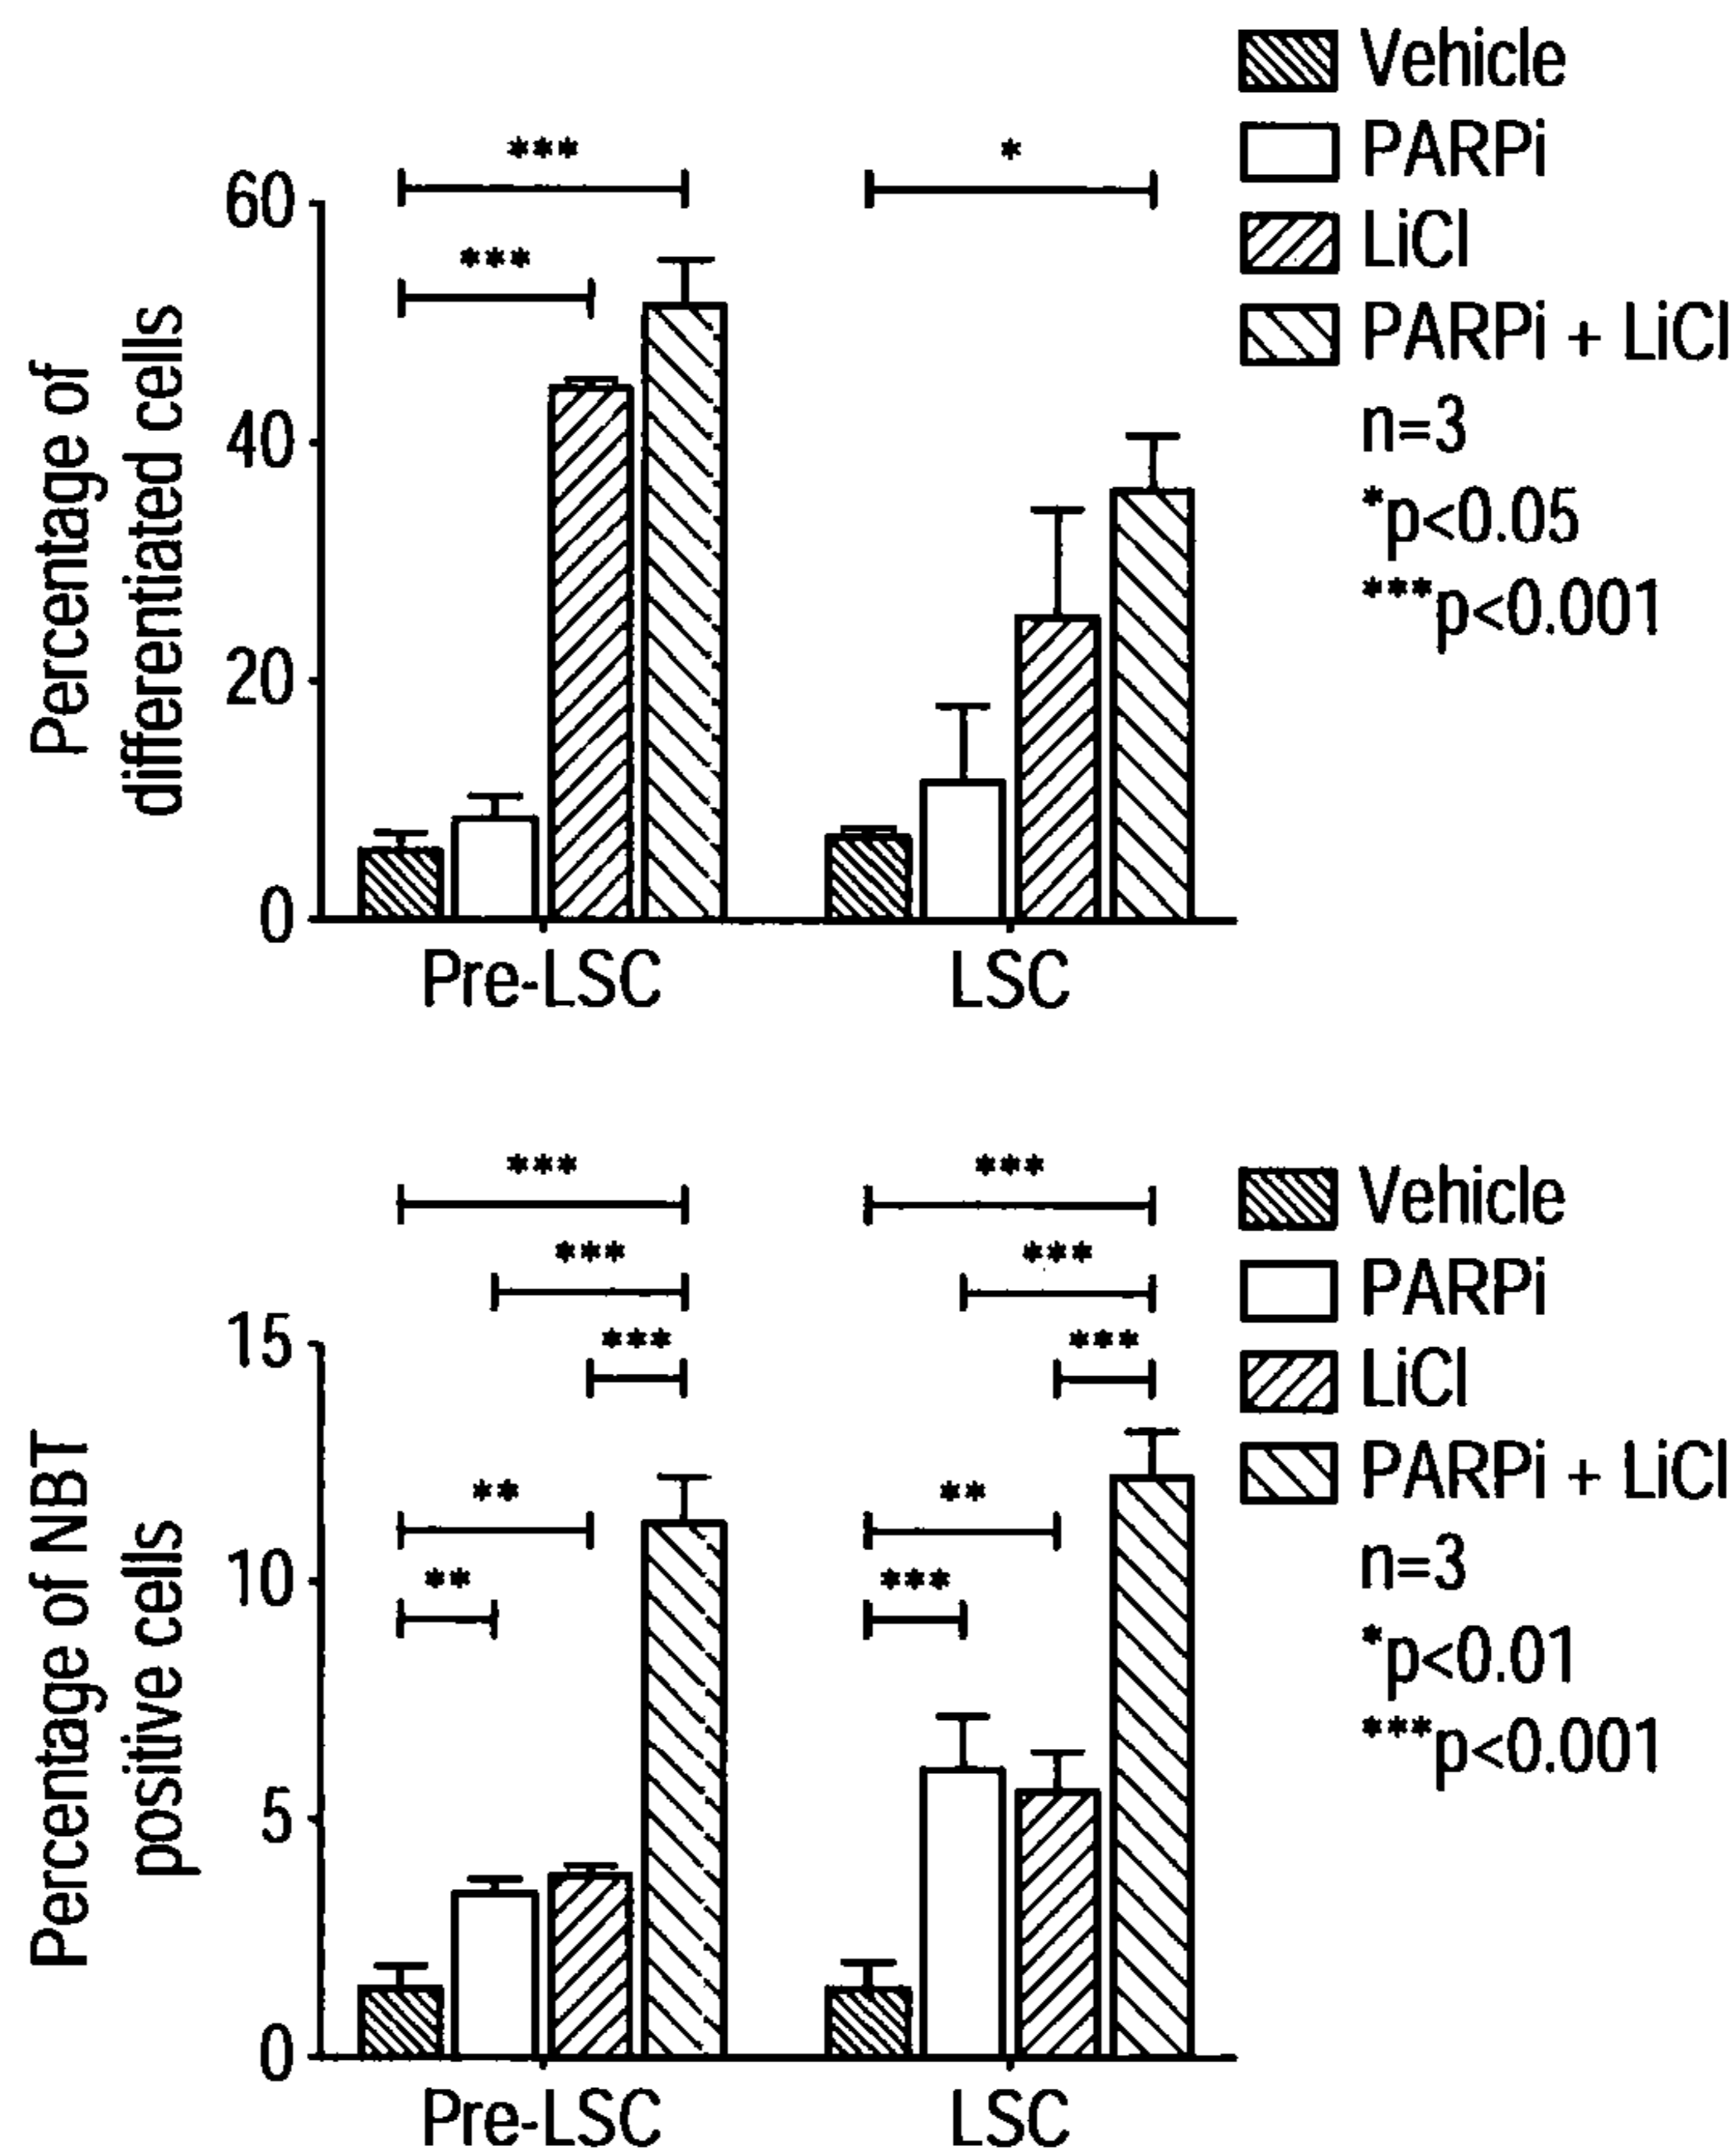 Percentage of
differentiated cells
60
40
20
0
***
***
*
Pre-LSC
LSC
Vehicle
PARPi
LiCl
PARPi + LiCl
n=3
*p<0.05
***p<0.001
Percentage of NBT
positive cells
15
10
5
0
***
***
***
**
**
***
***
***
**
***
Pre-LSC
LSC
Vehicle
PARPi
LiCl
PARPi + LiCl
n=3
*p<0.01
***p<0.001